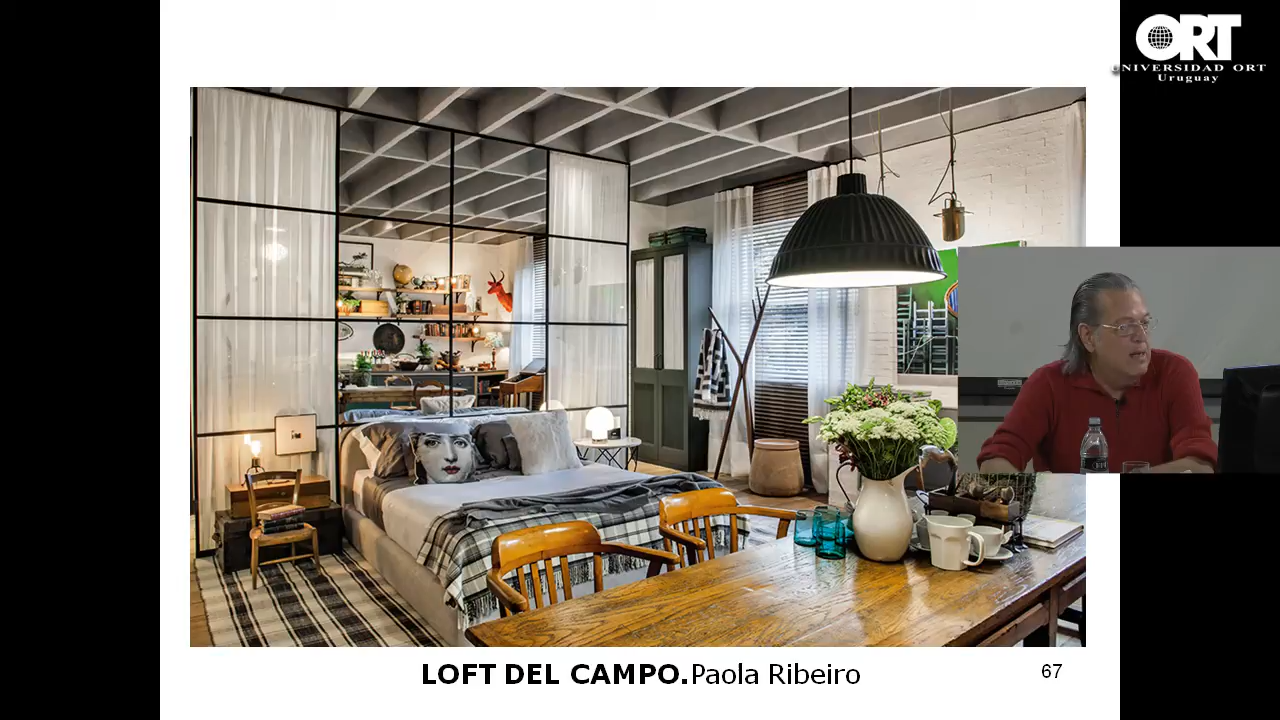 ORT
UNIVERSIDAD ORT
Uruguay
LOFT DEL CAMPO.Paola Ribeiro
67